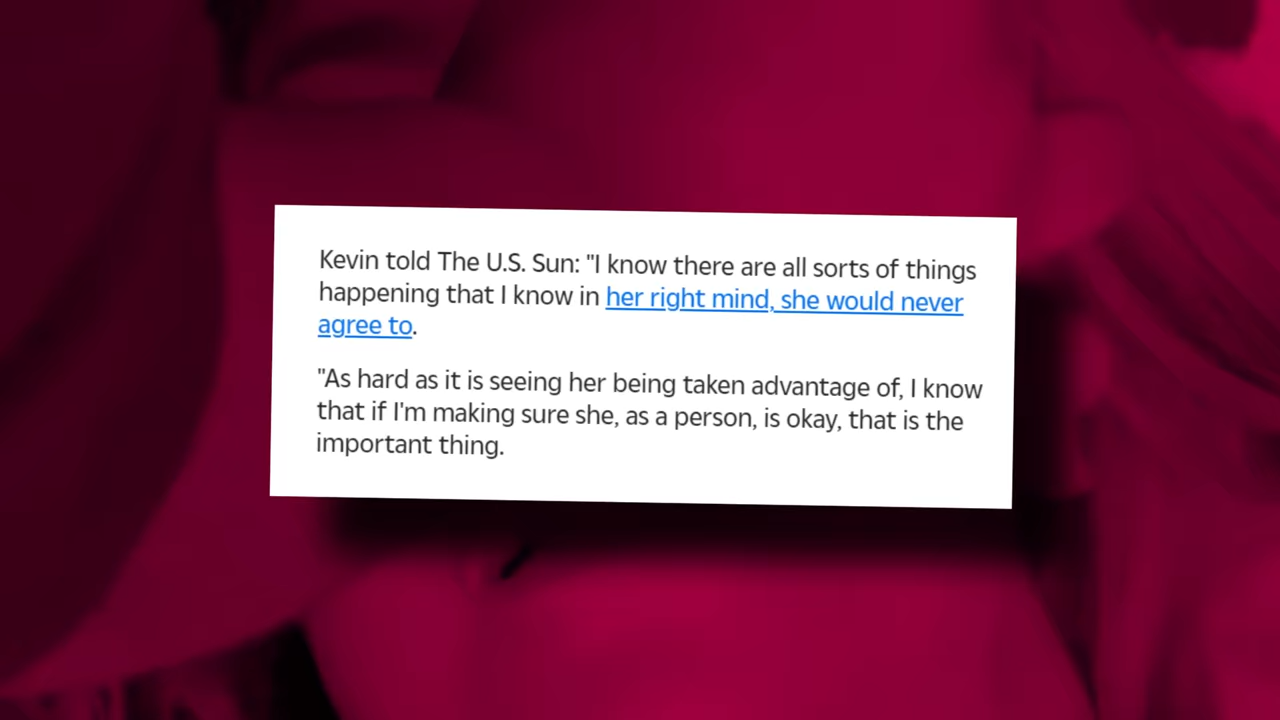 Kevin told The U.S. Sun: "I know there are all sorts of things
happening that I know in her right mind, she would never
agree to.
"As hard as it is seeing her being taken advantage of, I know
that if I'm making sure she, as a person, is okay, that is the
important thing.